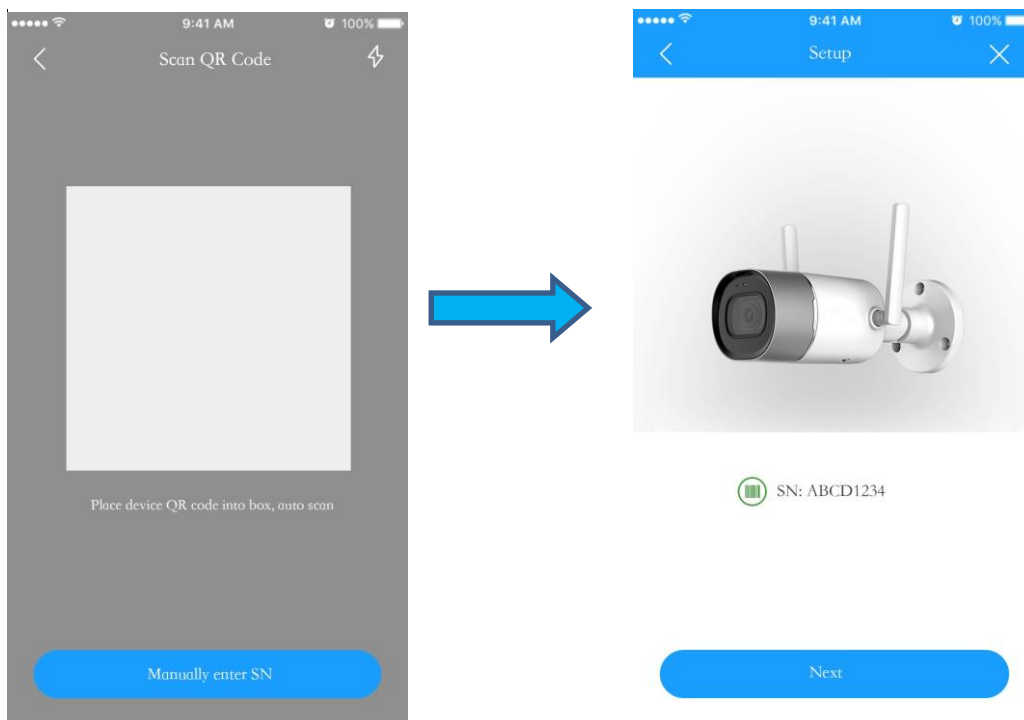 9:41 AM
100%
Scan QR Code
Place device QR code into box, auto scan
Manually enter SN
9:41 AM
100%
Setup
SN: ABCD1234
Next